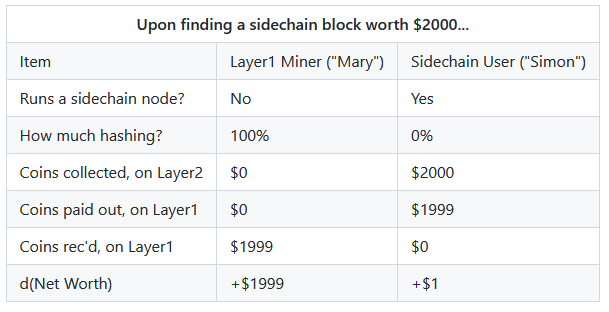 Upon finding a sidechain block worth $2000...
Item Layer1 Miner ("Mary") Sidechain User ("Simon")
Runs a sidechain node? No Yes
How much hashing? 100% 0%
Coins collected, on Layer2 $0 $2000
Coins paid out, on Layer1 $0 $1999
Coins rec'd, on Layer1 $1999 $0
d(Net Worth) +$1999 +$1